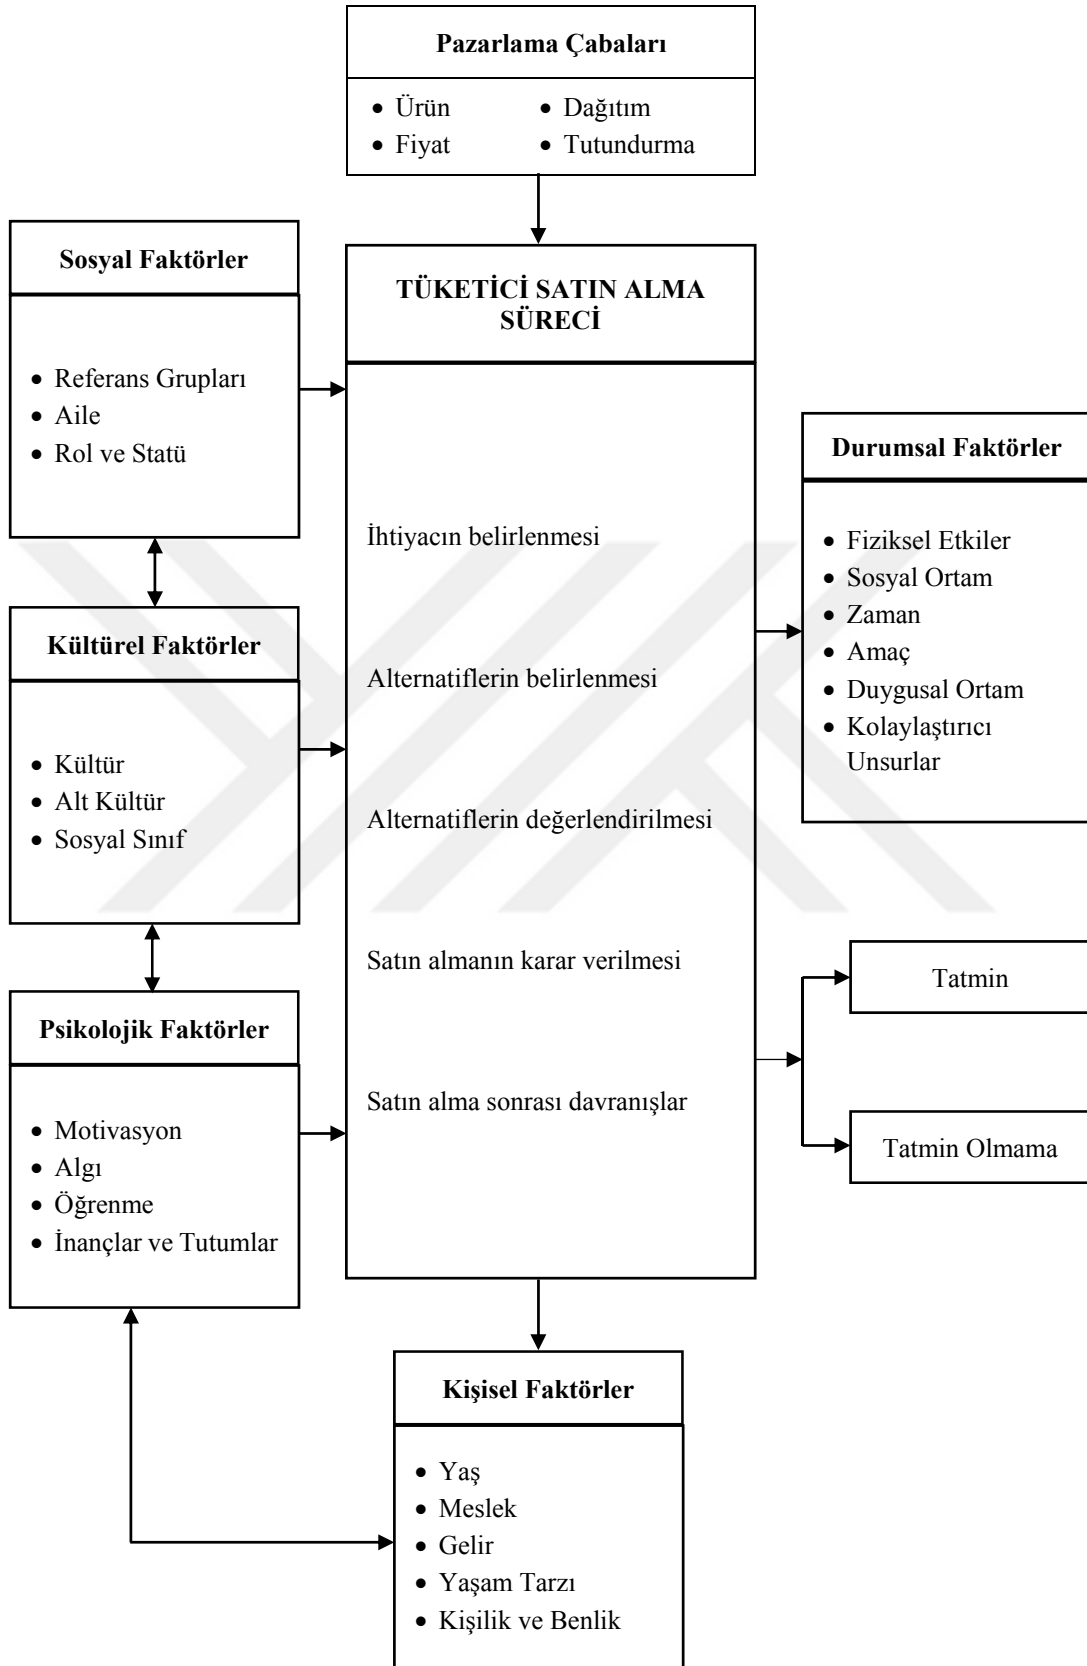 Pazarlama Çabaları
• Ürün
• Fiyat
• Dağıtım
• Tutundurma
Sosyal Faktörler
• Referans Grupları
• Aile
• Rol ve Statü
Kültürel Faktörler
• Kültür
• Alt Kültür
• Sosyal Sınıf
Psikolojik Faktörler
• Motivasyon
• Algı
• Öğrenme
• İnançlar ve Tutumlar
TÜKETİCİ SATIN ALMA
SÜRECİ
İhtiyacın belirlenmesi
Alternatiflerin belirlenmesi
Alternatiflerin değerlendirilmesi
Satın almanın karar verilmesi
Satın alma sonrası davranışlar
Durumsal Faktörler
• Fiziksel Etkiler
• Sosyal Ortam
• Zaman
• Amaç
• Duygusal Ortam
• Kolaylaştırıcı
Unsurlar
Tatmin
Tatmin Olmama
Kişisel Faktörler
• Yaş
• Meslek
• Gelir
• Yaşam Tarzı
• Kişilik ve Benlik